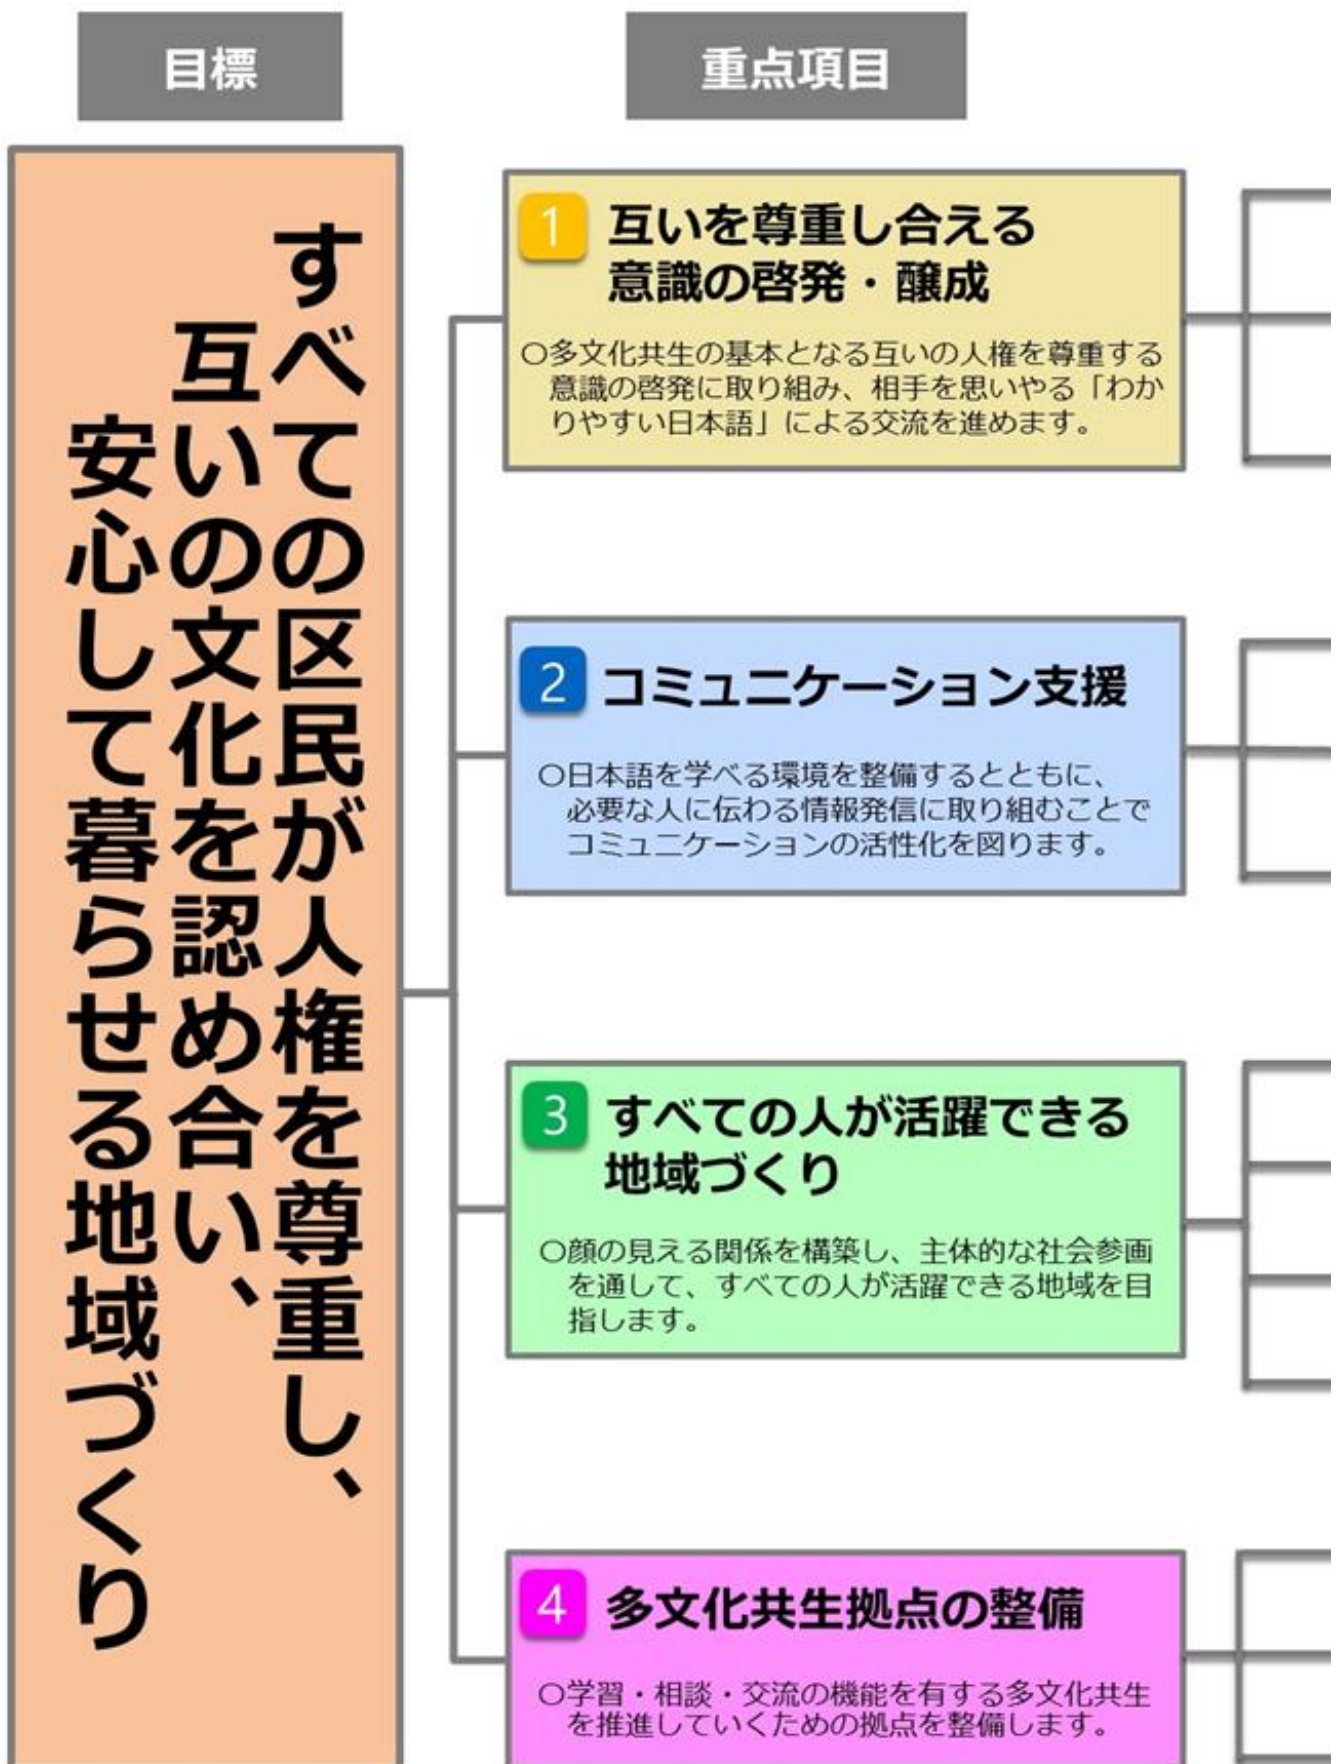 目標
重点項目
すべての区民が人権を尊重し、
互いの文化を認め合い、
安心して暮らせる地域づくり
1 互いを尊重し合える
意識の啓発・醸成
○多文化共生の基本となる互いの人権を尊重する
意識の啓発に取り組み、相手を思いやる「わか
りやすい日本語」による交流を進めます。
2 コミュニケーション支援
○日本語を学べる環境を整備するとともに、
必要な人に伝わる情報発信に取り組むことで
コミュニケーションの活性化を図ります。
3 すべての人が活躍できる
地域づくり
○顔の見える関係を構築し、主体的な社会参画
を通して、すべての人が活躍できる地域を目
指します。
4 多文化共生拠点の整備
○学習・相談・交流の機能を有する多文化共生
を推進していくための拠点を整備します。